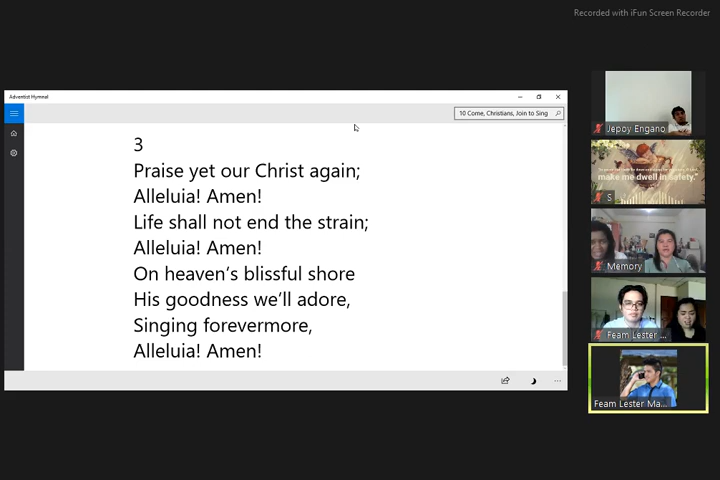 Recorded with iFun Screen Recorder
Adventist Hymnal
10 Come, Christians, Join to Sing
3
Praise yet our Christ again;
Alleluia! Amen!
Life shall not end the strain;
Alleluia! Amen!
On heaven's blissful shore
His goodness we'll adore,
Singing forevermore,
Alleluia! Amen!
Jepoy Engano
make me dwell in safety."
S
Memory
Feam Lester ...
Feam Lester Ma...